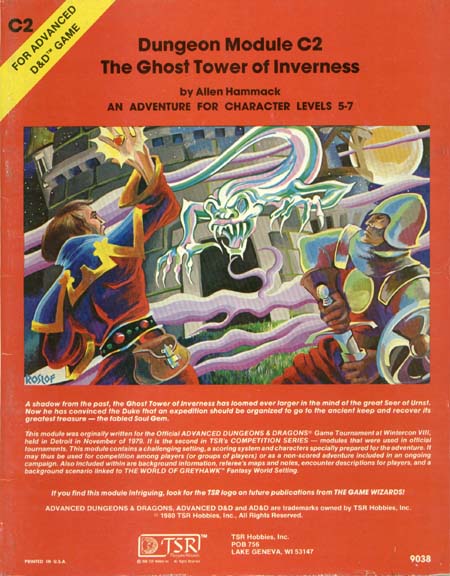 C2
FOR ADVANCED
D&D™ GAME
Dungeon Module C2
The Ghost Tower of Inverness
by Allen Hammack
AN ADVENTURE FOR CHARACTER LEVELS 5-7
ROSLOF
A shadow from the past, the Ghost Tower of Inverness has loomed ever larger in the mind of the great Seer of Urnst.
Now he has convinced the Duke that an expedition should be organized to go to the ancient keep and recover its
greatest treasure — the fabled Soul Gem.
This module was orginally written for the Official ADVANCED DUNGEONS & DRAGONS® Game Tournament at Wintercon VIII,
held in Detroit in November of 1979. It is the second in TSR's COMPETITION SERIES — modules that were used in official
tournaments. This module contains a challenging setting, a scoring system and characters specially prepared for the adventure. It
may thus be used for competition among players (or groups of players) or as a non-scored adventure included in an ongoing
campaign. Also included within are background information, referee's maps and notes, encounter descriptions for players, and a
background scenario linked to THE WORLD OF GREYHAWK™ Fantasy World Setting.
If you find this module intriguing, look for the TSR logo on future publications from THE GAME WIZARDS!
ADVANCED DUNGEONS & DRAGONS, ADVANCED D&D and AD&D are trademarks owned by TSR Hobbies, Inc.
© 1980 TSR Hobbies, Inc., All Rights Reserved.
TSR
TSR Hobbies, Inc.
POB 756
LAKE GENEVA, WI 53147
PRINTED IN U.S.A.
9038